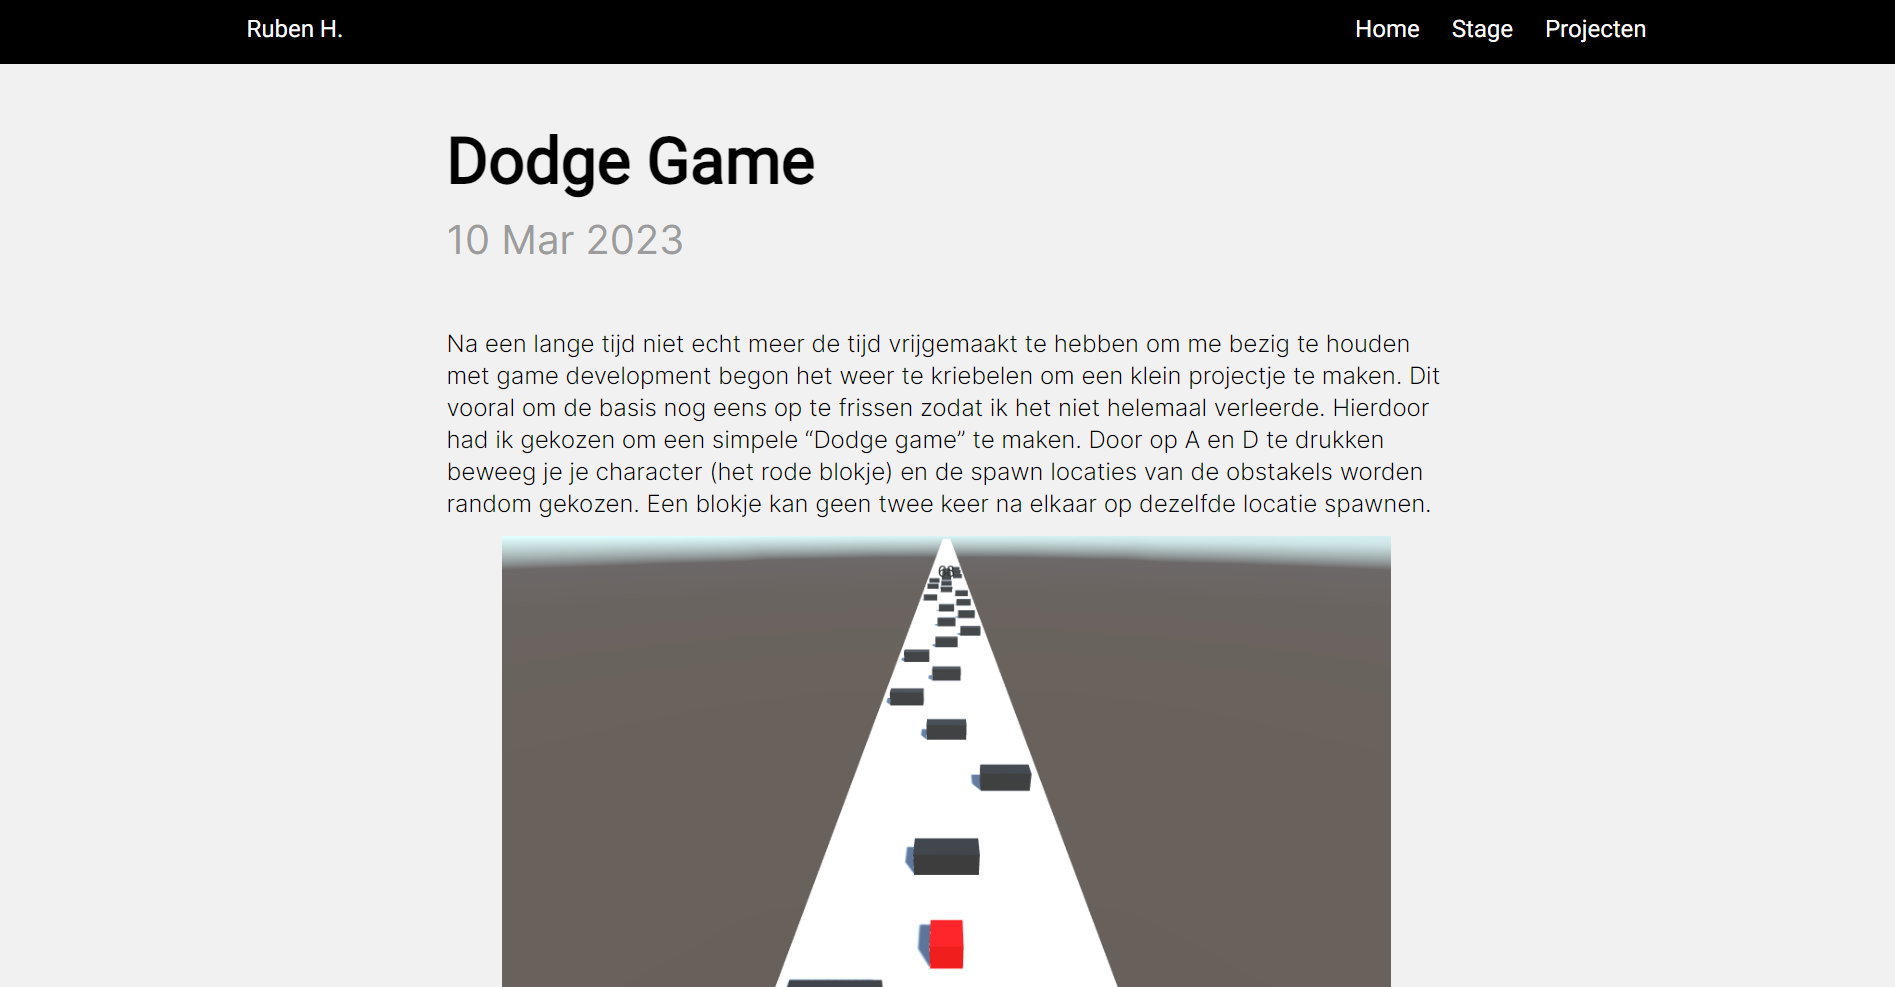 Ruben H.
Home Stage Projecten
Dodge Game
10 Mar 2023
Na een lange tijd niet echt meer de tijd vrijgemaakt te hebben om me bezig te houden
met game development begon het weer te kriebelen om een klein projectje te maken. Dit
vooral om de basis nog eens op te frissen zodat ik het niet helemaal verleerde. Hierdoor
had ik gekozen om een simpele “Dodge game” te maken. Door op A en D te drukken
beweeg je je character (het rode blokje) en de spawn locaties van de obstakels worden
random gekozen. Een blokje kan geen twee keer na elkaar op dezelfde locatie spawnen.